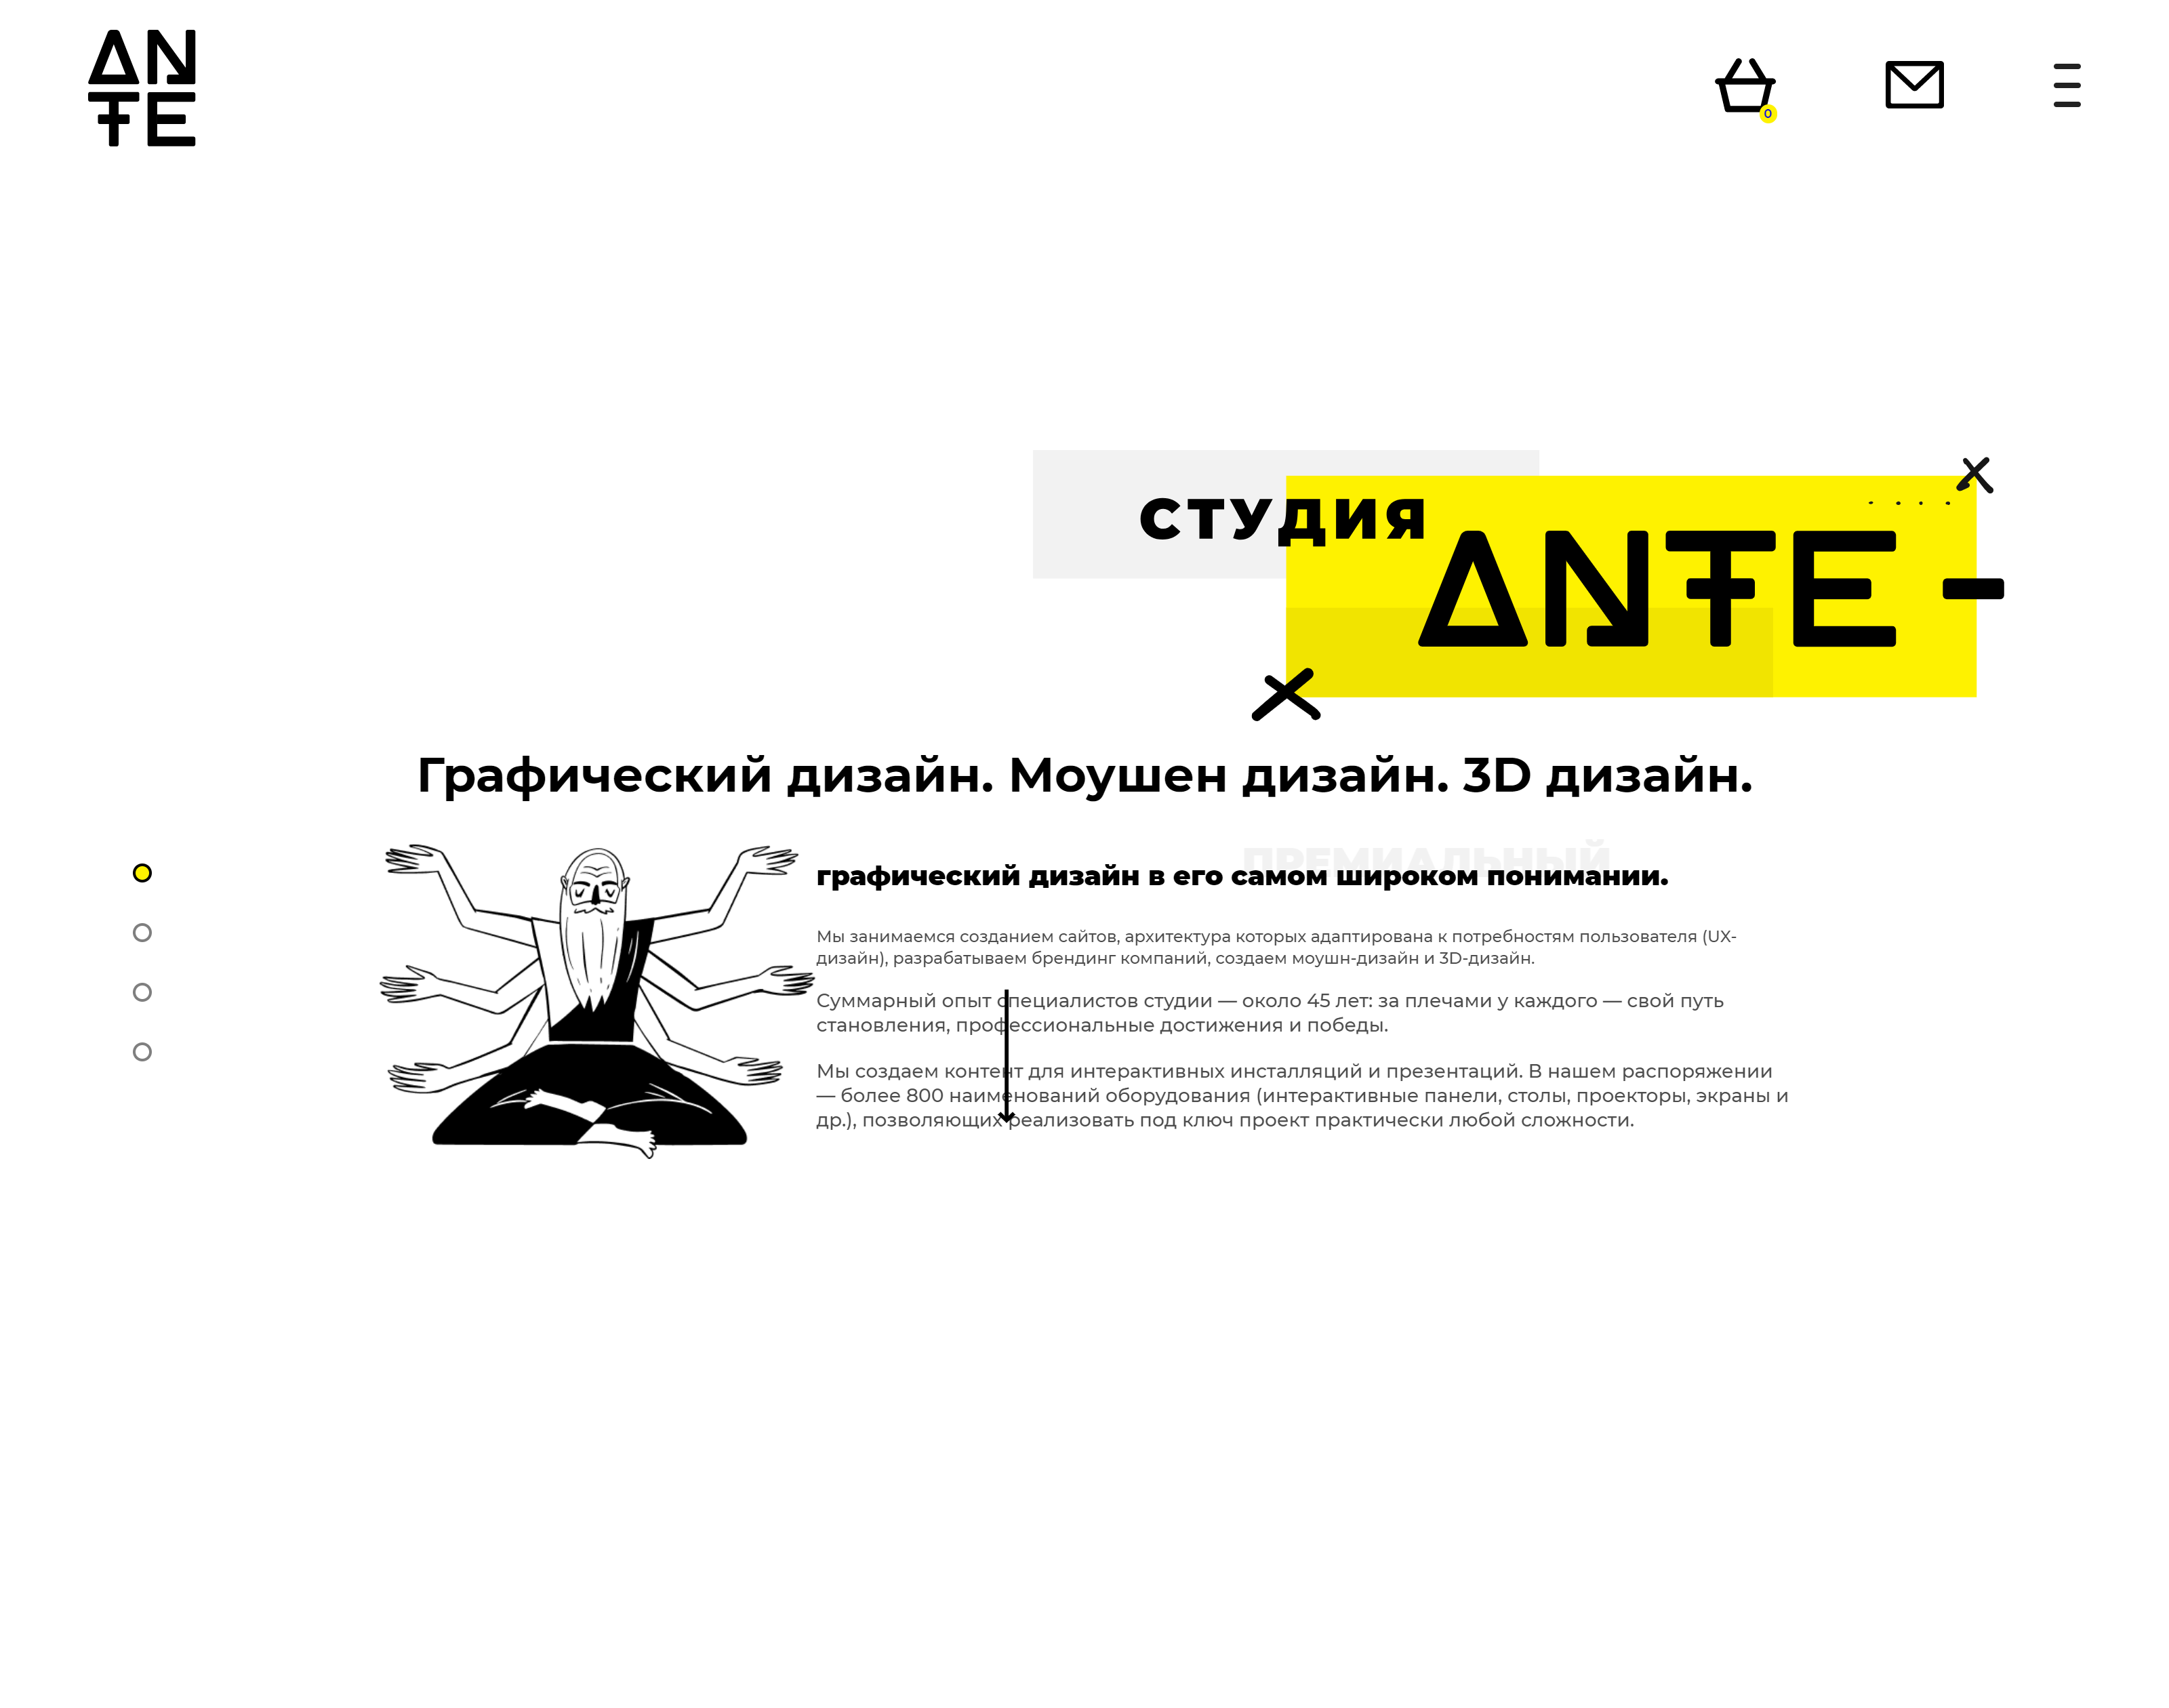 AN
TE
0
студия
ANTE -
Графический дизайн. Моушен дизайн. 3D дизайн.
ПРЕМИАЛЬНЫЙ
графический дизайн в его самом широком понимании.
Мы занимаемся созданием сайтов, архитектура которых адаптирована к потребностям пользователя (UX-
дизайн), разрабатываем брендинг компаний, создаем моушн-дизайн и 3D-дизайн.
Суммарный опыт специалистов студии — около 45 лет: за плечами у каждого — свой путь
становления, профессиональные достижения и победы.
Мы создаем контент для интерактивных инсталляций и презентаций. В нашем распоряжении
— более 800 наименований оборудования (интерактивные панели, столы, проекторы, экраны и
др.), позволяющих реализовать под ключ проект практически любой сложности.